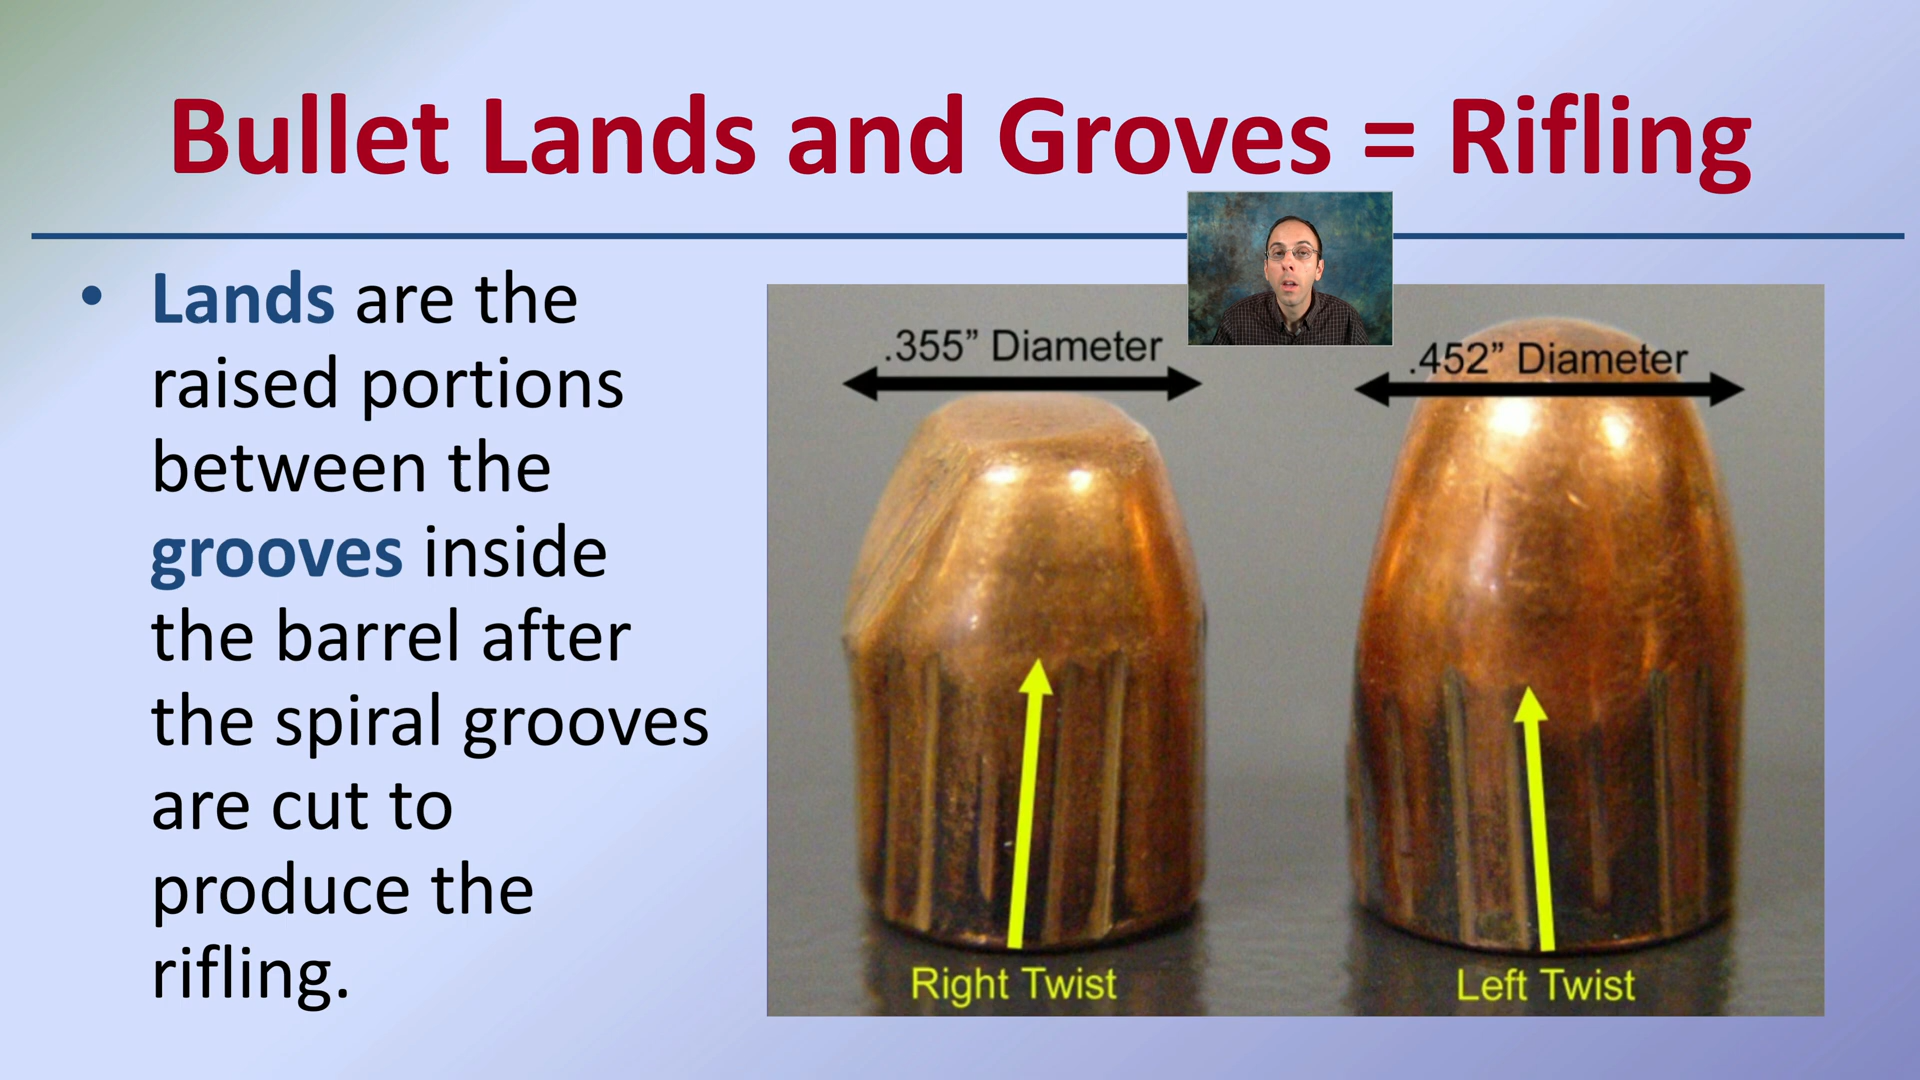 Bullet Lands and Groves = Rifling
• Lands are the
raised portions
between the
grooves inside
the barrel after
the spiral grooves
are cut to
produce the
rifling.
.355” Diameter
.452” Diameter
Right Twist
Left Twist